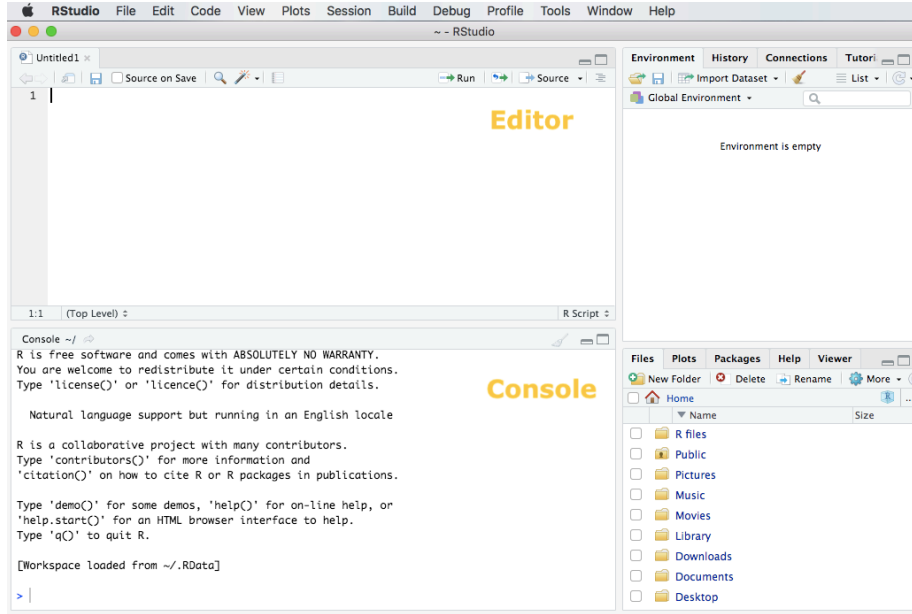 RStudio File Edit Code View Plots Session Build Debug Profile Tools Window Help
~ - RStudio
Untitled1
Source on Save
Run
Source
1
Editor
1:1 (Top Level)
R Script
Console ~/
R is free software and comes with ABSOLUTELY NO WARRANTY.
You are welcome to redistribute it under certain conditions.
Type 'license()' or 'licence()' for distribution details.
Natural language support but running in an English locale
R is a collaborative project with many contributors.
Type 'contributors()' for more information and
'citation()' on how to cite R or R packages in publications.
Type 'demo()' for some demos, 'help()' for on-line help, or
'help.start()' for an HTML browser interface to help.
Type 'q()' to quit R.
[Workspace loaded from ~/.RData]
>
Console
Environment History Connections Tutori
Import Dataset
List
Global Environment
Environment is empty
Files Plots Packages Help Viewer
New Folder Delete Rename More
Home
R
..
Name Size
R files
Public
Pictures
Music
Movies
Library
Downloads
Documents
Desktop